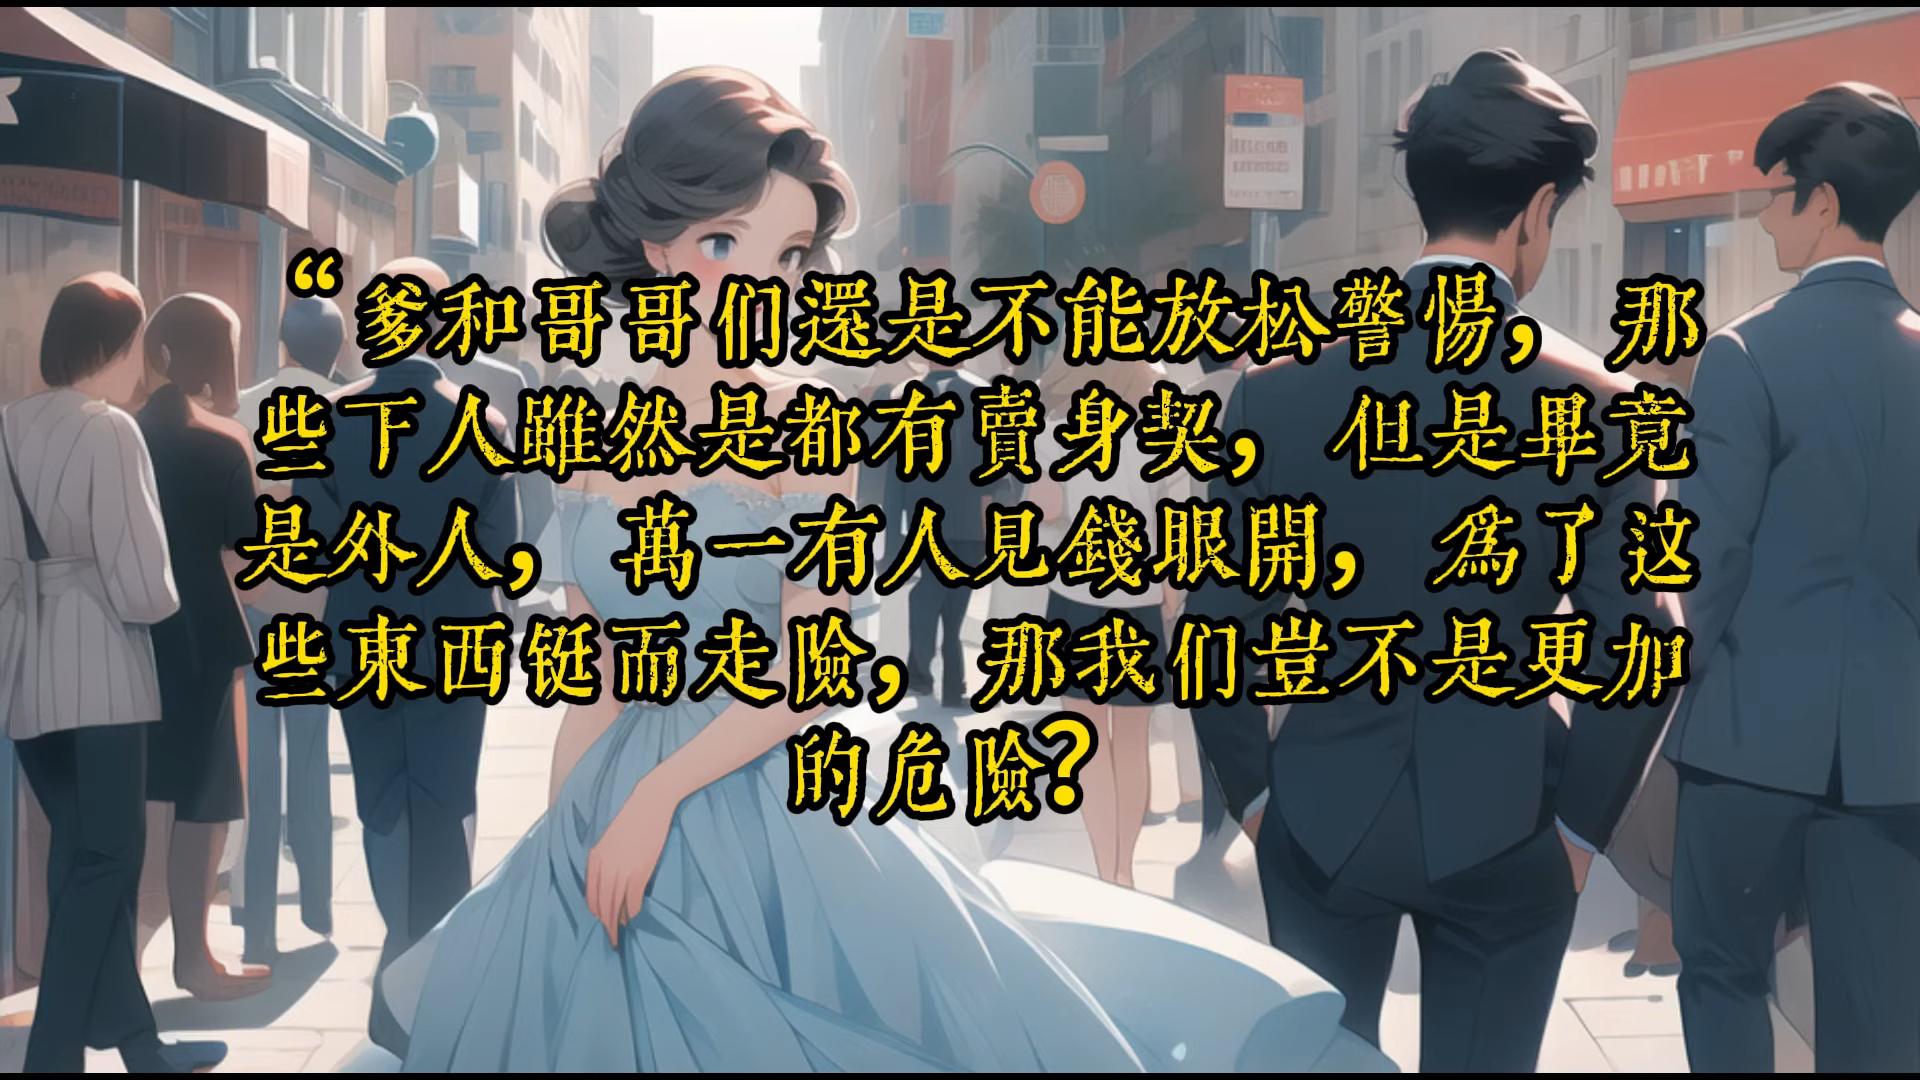 “爹和哥哥们還是不能放松警惕，那
些下人雖然是都有賣身契，但是畢竟
是外人，萬一有人見錢眼開，爲了这
些東西铤而走險，那我们豈不是更加
的危險？